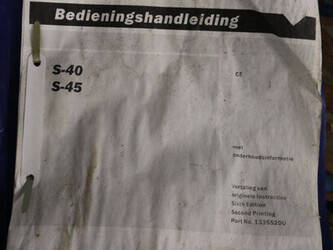 Bedieningshandleiding
S-40
S-45
CE
met
onderhoudsinformatie
Vertaling van
originele instructies
Sixth Edition
Second Printing
Part No. 133552DU